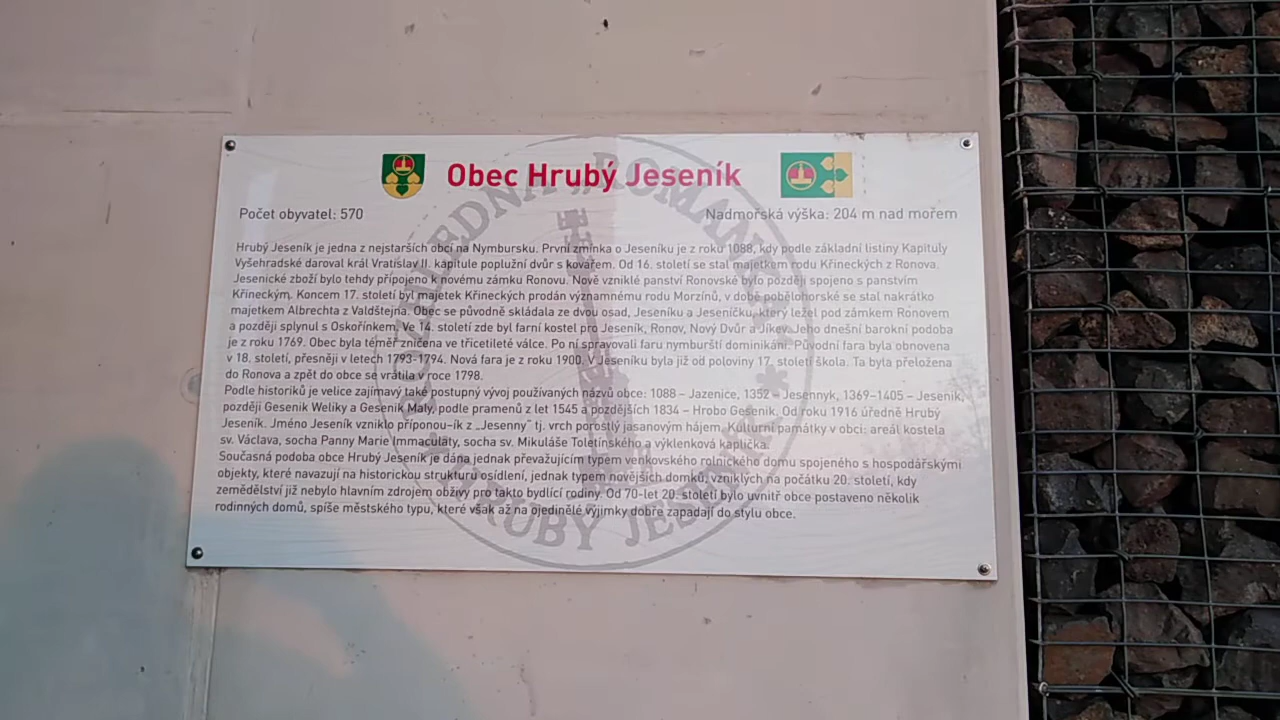 Obec Hrubý Jeseník
Počet obyvatel: 570
Nadmořská výška: 204 m nad mořem
Hrubý Jeseník je jedna z nejstarších obcí na Nymbursku. První zmínka o Jeseníku je z roku 1088, kdy podle základní listiny Kapituly
Vyšehradské daroval král Vratislav II. kapitule poplužní dvůr s kovářem. Od 16. století se stal majetkem rodu Křineckých z Ronova.
Jesenické zboží bylo tehdy připojeno k novému zámku Ronovu. Nově vzniklé panství Ronovské bylo později spojeno s panstvím
Křineckým. Koncem 17. století byl majetek Křineckých prodán významnému rodu Morzínů, v době pobělohorské se stal nakrátko
majetkem Albrechta z Valdštejna. Obec se původně skládala ze dvou osad, Jeseníku a Jeseníčku, který ležel pod zámkem Ronovem
a později splynul s Oskořínkem. Ve 14. století zde byl farní kostel pro Jeseník, Ronov, Nový Dvůr a Jíkev. Jeho dnešní barokní podoba
je z roku 1769. Obec byla téměř zničena ve třicetileté válce. Po ní spravovali faru nymburští dominikáni. Původní fara byla obnovena
v 18. století, přesněji v letech 1793-1794. Nová fara je z roku 1900. V Jeseníku byla již od poloviny 17. století škola. Ta byla přeložena
do Ronova a zpět do obce se vrátila v roce 1798.
Podle historiků je velice zajímavý také postupný vývoj používaných názvů obce: 1088 – Jazenice, 1352 – Jesennyk, 1369–1405 – Jesenik,
později Gesenik Weliky a Gesenik Maly, podle pramenů z let 1545 a pozdějších 1834 – Hrobo Gesenik. Od roku 1916 úředně Hrubý
Jeseník. Jméno Jeseník vzniklo příponou–ík z „Jesenny" tj. vrch porostlý jasanovým hájem. Kulturní památky v obci: areál kostela
sv. Václava, socha Panny Marie Immaculaty, socha sv. Mikuláše Toletínského a výklenková kaplička.
Současná podoba obce Hrubý Jeseník je dána jednak převažujícím typem venkovského rolnického domu spojeného s hospodářskými
objekty, které navazují na historickou strukturu osídlení, jednak typem novějších domků, vzniklých na počátku 20. století, kdy
zemědělství již nebylo hlavním zdrojem obživy pro takto bydlící rodiny. Od 70-let 20. století bylo uvnitř obce postaveno několik
rodinných domů, spíše městského typu, které však až na ojedinělé výjimky dobře zapadají do stylu obce.
ROZHLEDNA ROMANKA
* HRUBÝ JESENÍK *